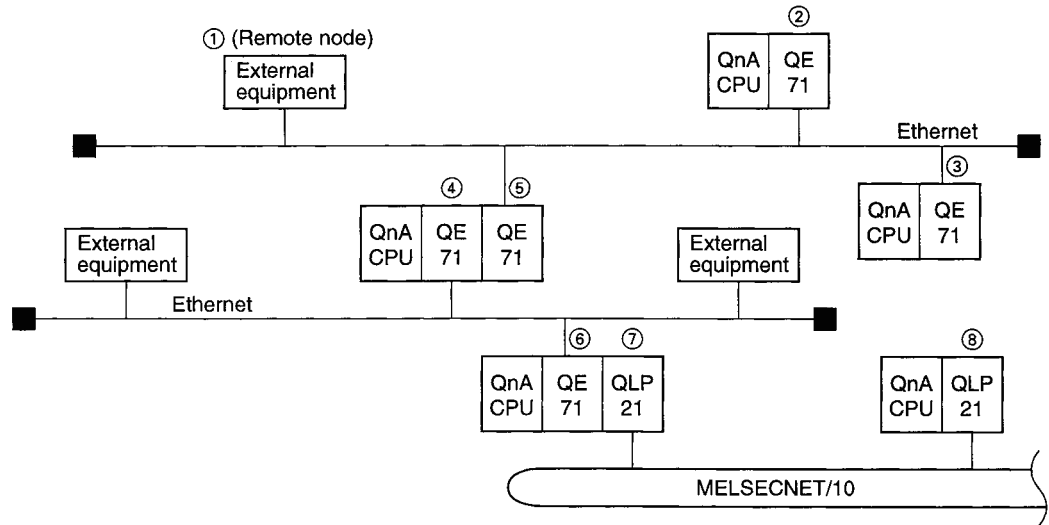 ① (Remote node)
External
equipment
②
QnA
CPU
QE
71
Ethernet
③
QnA
CPU
QE
71
④
⑤
QnA
CPU
QE
71
QE
71
External
equipment
External
equipment
Ethernet
⑥
⑦
QnA
CPU
QE
71
QLP
21
⑧
QnA
CPU
QLP
21
MELSECNET/10